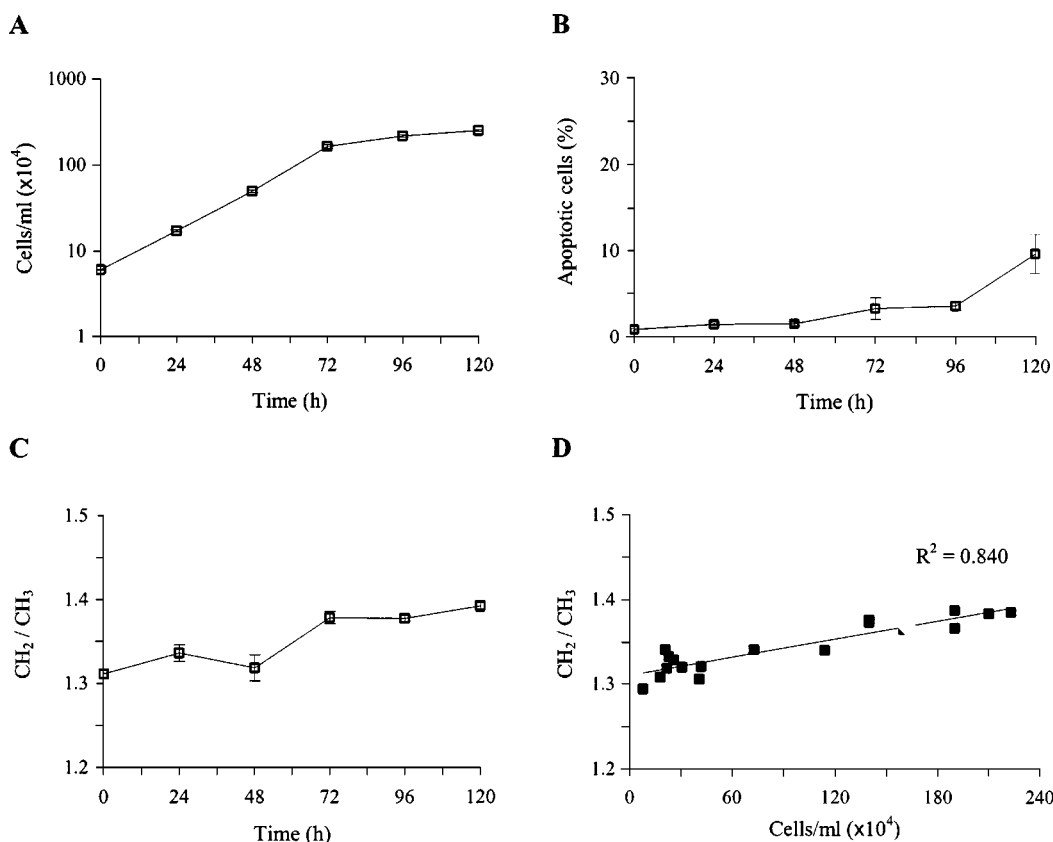 A
1000
100
10
1
Cells/ml (x10⁴)
0 24 48 72 96 120
Time (h)
B
30
20
10
0
Apoptotic cells (%)
0 24 48 72 96 120
Time (h)
C
1.5
1.4
1.3
1.2
CH₂ / CH₃
0 24 48 72 96 120
Time (h)
D
1.5
1.4
1.3
1.2
CH₂ / CH₃
R² = 0.840
0 60 120 180 240
Cells/ml (x10⁴)